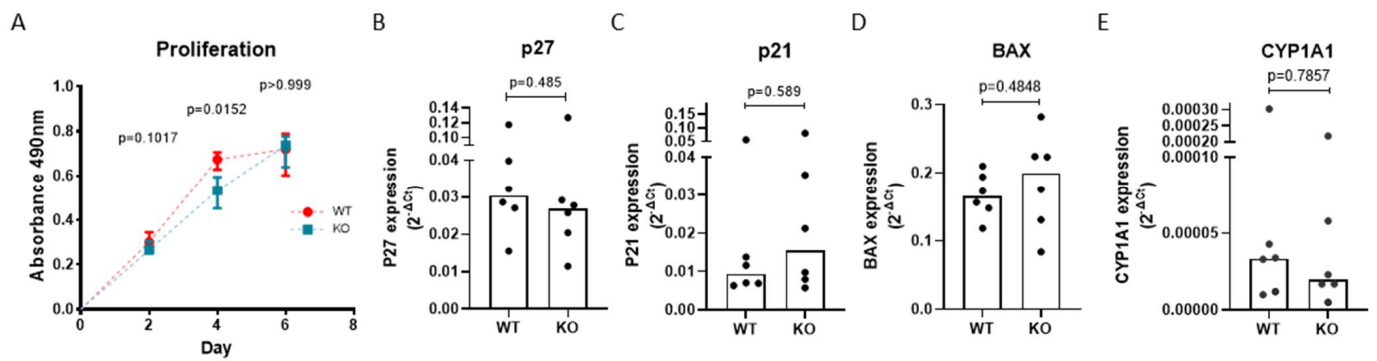 A
Proliferation
1.0
0.8
0.6
0.4
0.2
0.0
0
2
4
6
8
Absorbance 490nm
Day
p=0.1017
p=0.0152
p>0.999
WT
KO
B
p27
p=0.485
0.14
0.12
0.10
0.04
0.03
0.02
0.01
0.00
P27 expression
(2^-ΔCt)
WT
KO
C
p21
p=0.589
0.15
0.10
0.05
0.04
0.03
0.02
0.01
0.00
P21 expression
(2^-ΔCt)
WT
KO
D
BAX
p=0.4848
0.3
0.2
0.1
0.0
BAX expression
(2^-ΔCt)
WT
KO
E
CYP1A1
p=0.7857
0.00030
0.00025
0.00020
0.00010
0.00005
0.00000
CYP1A1 expression
(2^-ΔCt)
WT
KO